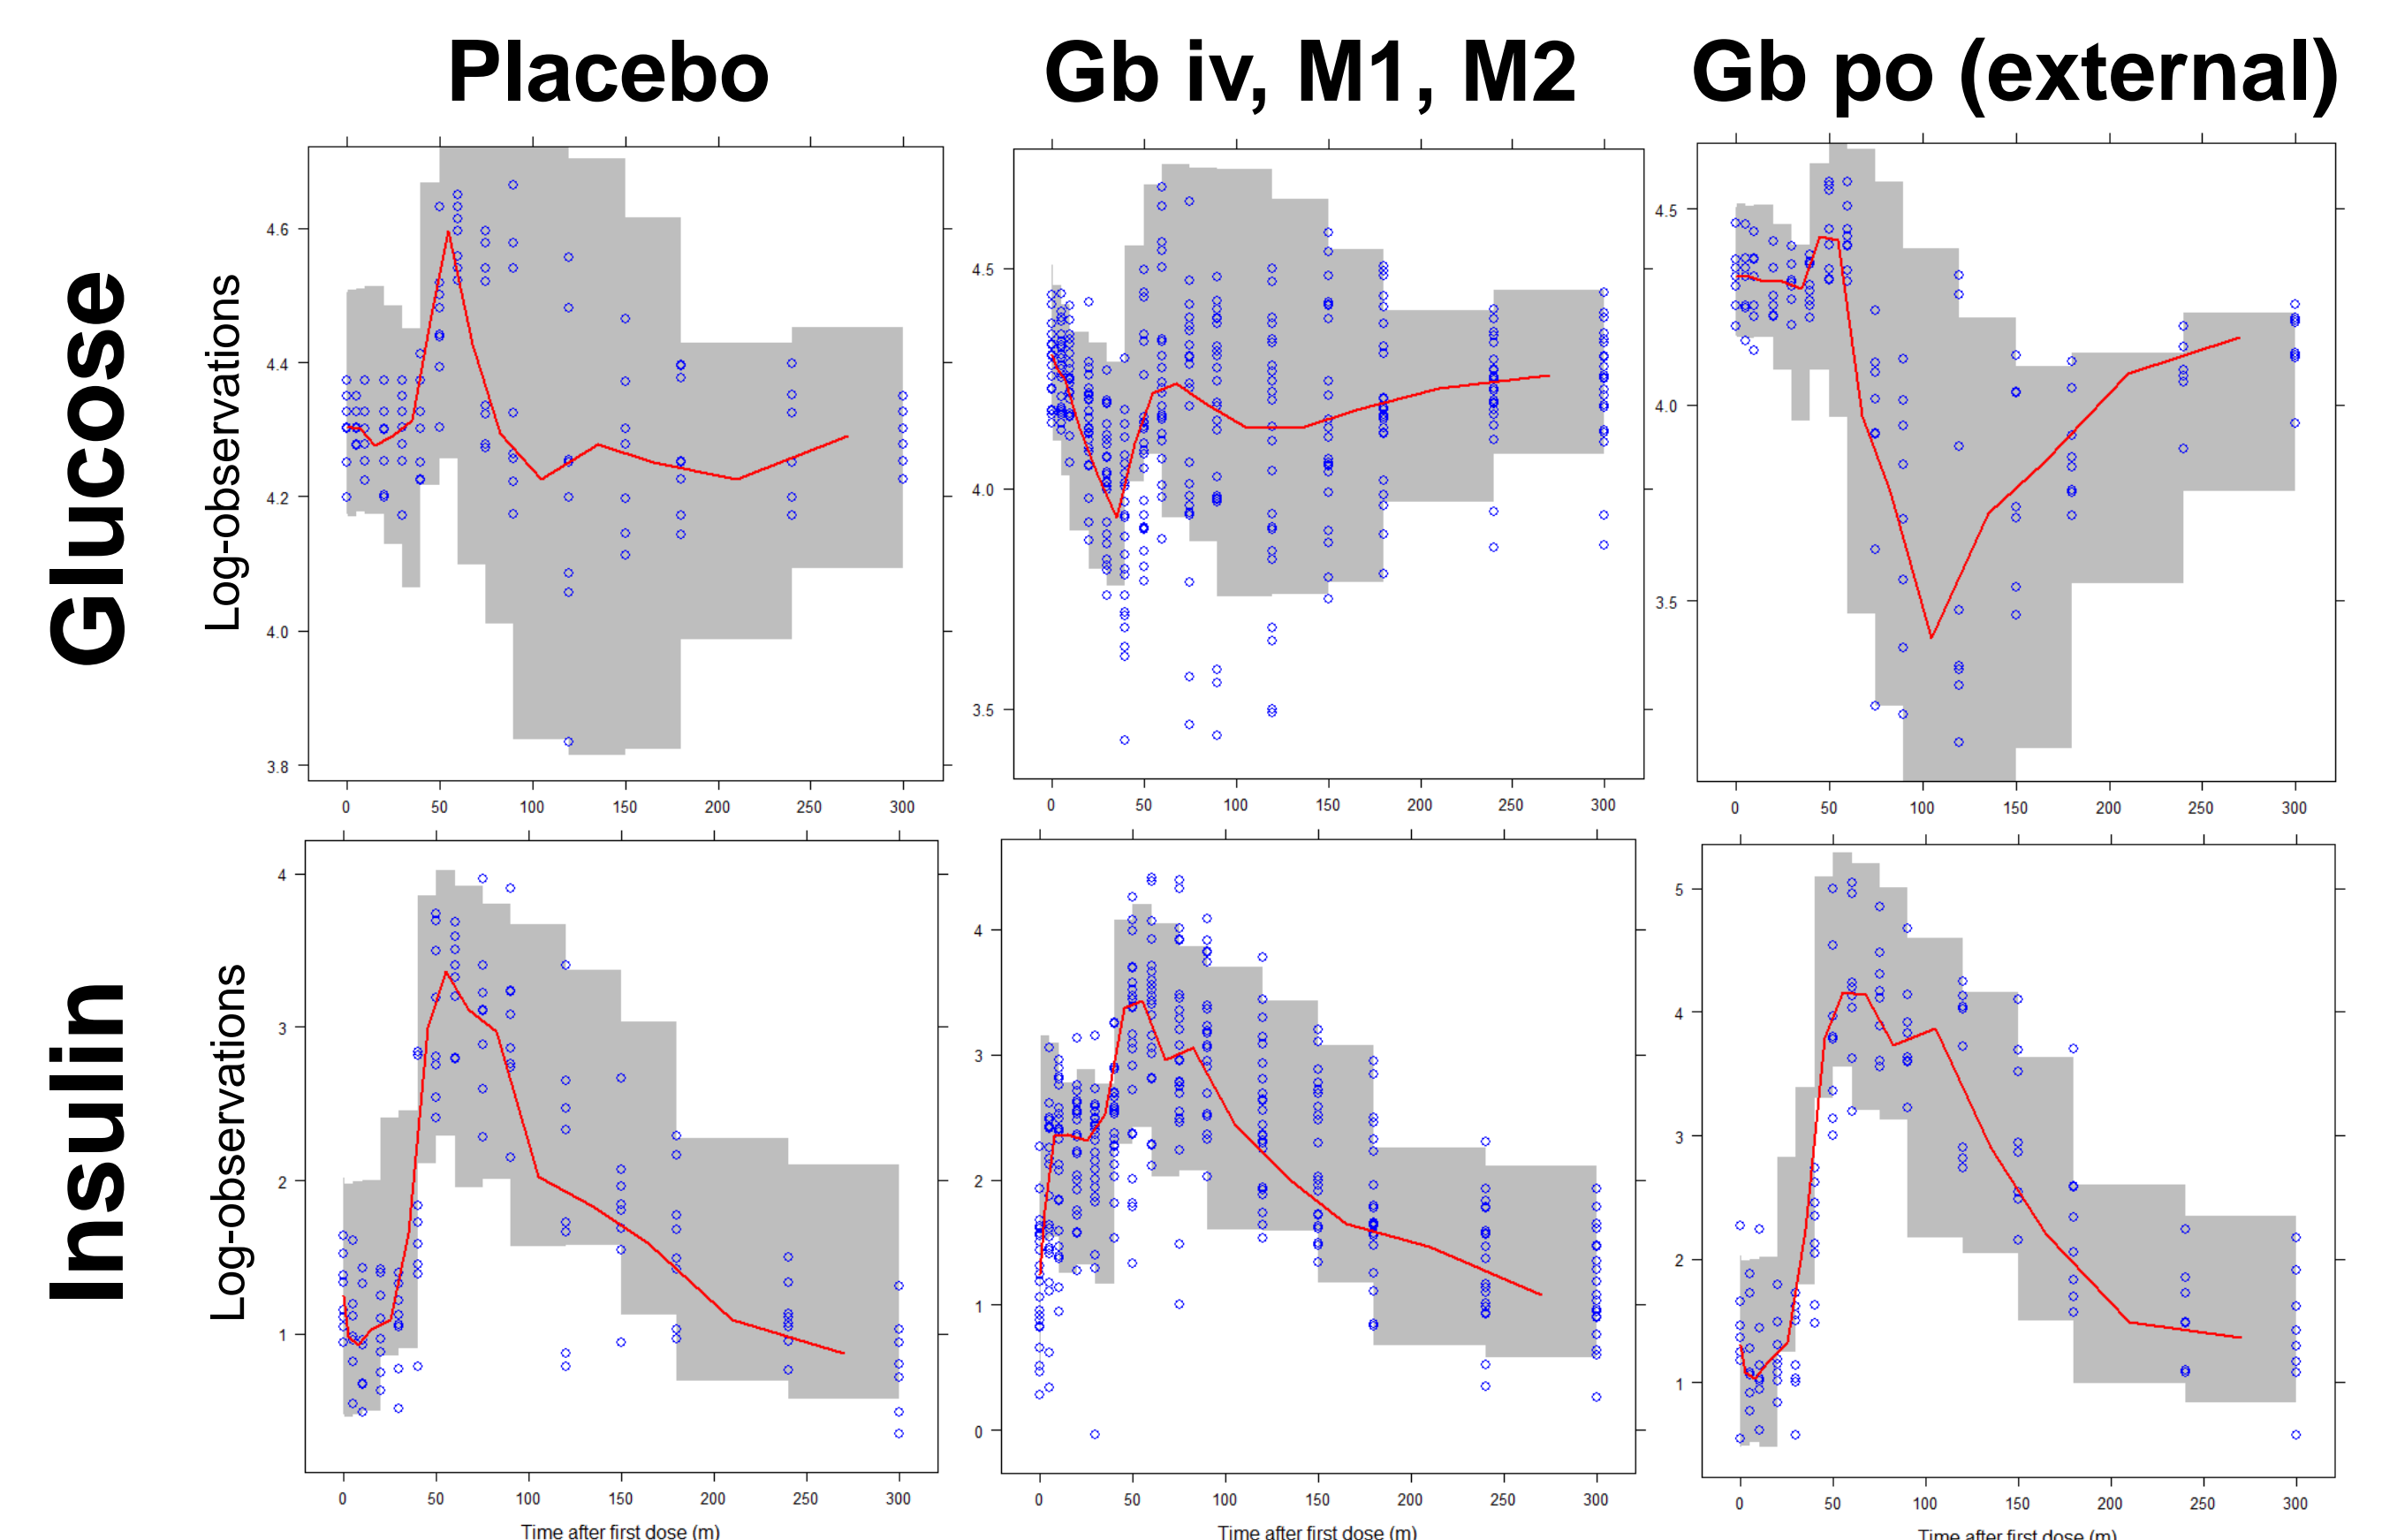 Placebo
Gb iv, M1, M2
Gb po (external)
Glucose
Log-observations
4.6
4.4
4.2
4.0
3.8
0 50 100 150 200 250 300
4.5
4.0
3.5
0 50 100 150 200 250 300
4.5
4.0
3.5
0 50 100 150 200 250 300
Insulin
Log-observations
4
3
2
1
0 50 100 150 200 250 300
Time after first dose (m)
4
3
2
1
0
0 50 100 150 200 250 300
Time after first dose (m)
5
4
3
2
1
0 50 100 150 200 250 300
Time after first dose (m)